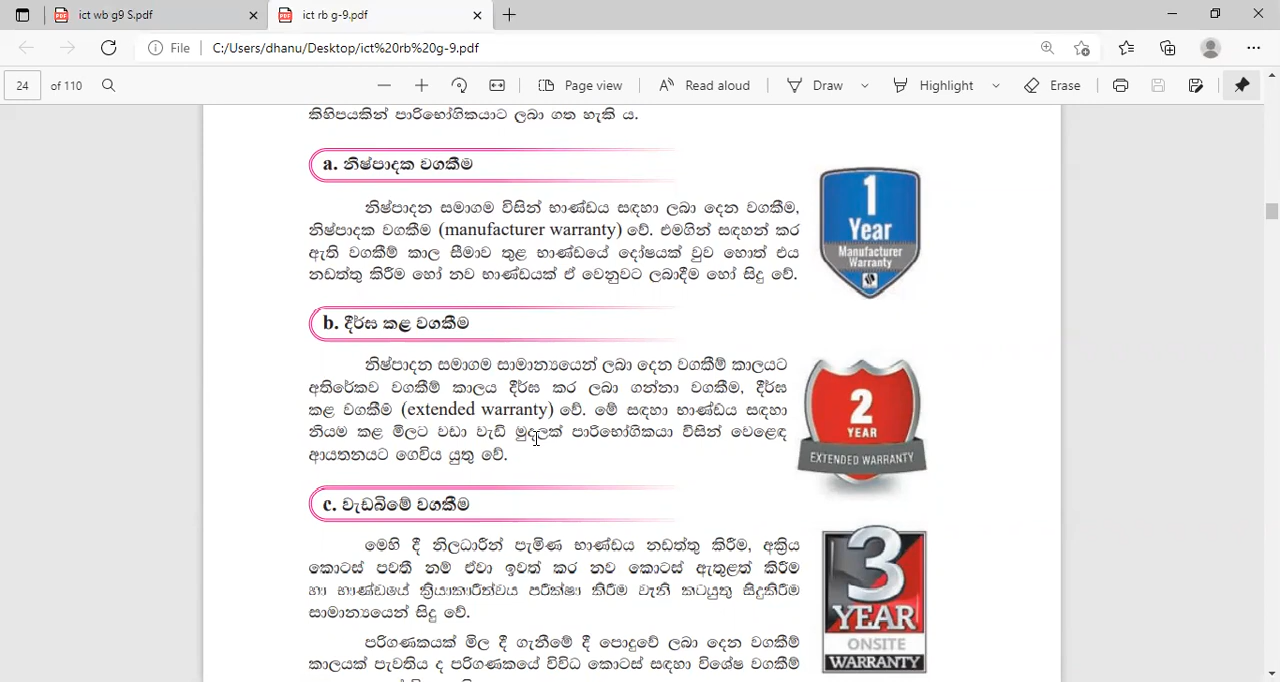 ict wb g9 S.pdf
ict rb g-9.pdf
File
C:/Users/dhanu/Desktop/ict%20rb%20g-9.pdf
24 of 110
Page view
Read aloud
Draw
Highlight
Erase
කිහිපයකින් පාරිභෝගිකයාට ලබා ගත හැකි ය.
a. නිෂ්පාදක වගකීම
නිෂ්පාදන සමාගම විසින් භාණ්ඩය සඳහා ලබා දෙන වගකීම,
නිෂ්පාදක වගකීම (manufacturer warranty) වේ. එමගින් සඳහන් කර
ඇති වගකීම් කාල සීමාව තුළ භාණ්ඩයේ දෝෂයක් වුව හොත් එය
නඩත්තු කිරීම හෝ නව භාණ්ඩයක් ඒ වෙනුවට ලබාදීම හෝ සිදු වේ.
1
Year
Manufacturer
Warranty
b. දීර්ඝ කළ වගකීම
නිෂ්පාදන සමාගම සාමාන්‍යයෙන් ලබා දෙන වගකීම් කාලයට
අතිරේකව වගකීම් කාලය දීර්ඝ කර ලබා ගන්නා වගකීම, දීර්ඝ
කළ වගකීම (extended warranty) වේ. මේ සඳහා භාණ්ඩය සඳහා
නියම කළ මිලට වඩා වැඩි මුදලක් පාරිභෝගිකයා විසින් වෙළෙඳ
ආයතනයට ගෙවිය යුතු වේ.
2
YEAR
EXTENDED WARRANTY
c. වැඩබිමේ වගකීම
මෙහි දී නිලධාරීන් පැමිණ භාණ්ඩය නඩත්තු කිරීම, අක්‍රිය
කොටස් පවතී නම් ඒවා ඉවත් කර නව කොටස් ඇතුළත් කිරීම
හා භාණ්ඩයේ ක්‍රියාකාරීත්වය පරීක්ෂා කිරීම වැනි කටයුතු සිදුකිරීම
සාමාන්‍යයෙන් සිදු වේ.
පරිගණකයක් මිල දී ගැනීමේ දී පොදුවේ ලබා දෙන වගකීම්
කාලයක් පැවතිය ද පරිගණකයේ විවිධ කොටස් සඳහා විශේෂ වගකීම්
3
YEAR
ONSITE
WARRANTY